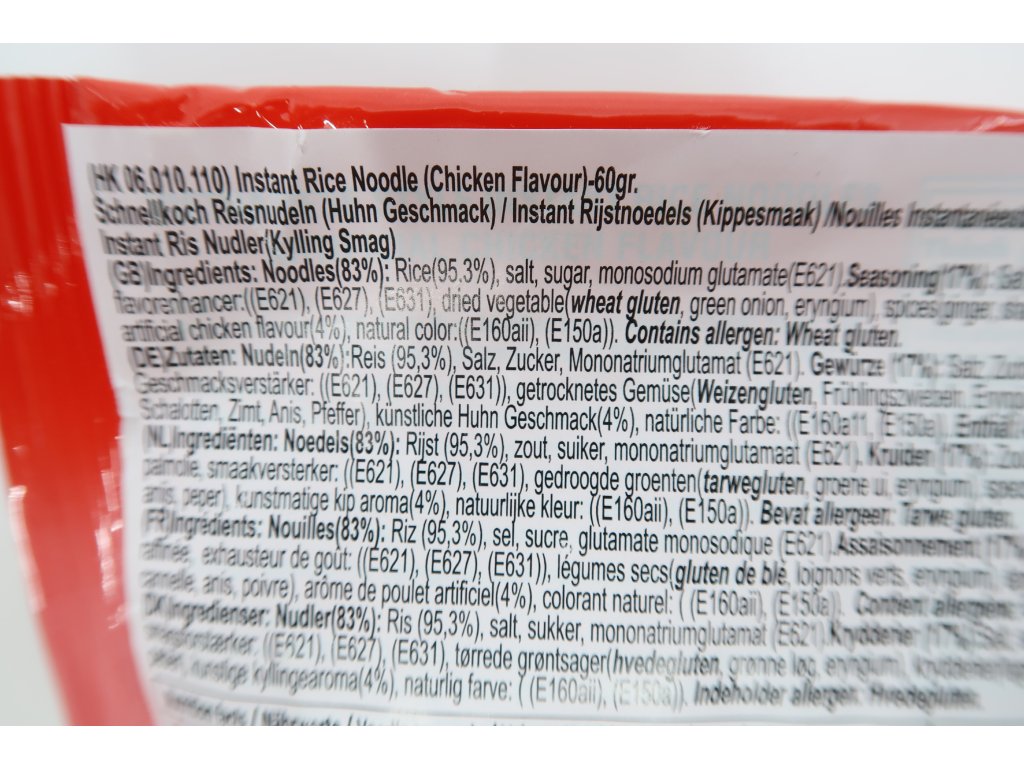 (HK 06.010.110) Instant Rice Noodle (Chicken Flavour)-60gr.
Schnellkoch Reisnudeln (Huhn Geschmack) / Instant Rijstnoedels (Kippesmaak) /Nouilles Instantanéeus
Instant Ris Nudler(Kylling Smag)
(GB)Ingredients: Noodles(83%): Rice(95.3%), salt, sugar, monosodium glutamate(E621).Seasoning(17%):
flavorenhancer:((E621), (E627), (E631), dried vegetable(wheat gluten, green onion, eryngium), spices(ginger,
artificial chicken flavour(4%), natural color:((E160aii), (E150a)). Contains allergen: Wheat gluten.
(DE)Zutaten: Nudeln(83%):Reis (95,3%), Salz, Zucker, Mononatriumglutamat (E621). Gewürze (17%): Salz,
Geschmacksverstärker: ((E621), (E627), (E631)), getrocknetes Gemüse(Weizengluten, Frühlingszwiebeln,
Schalotten, Zimt, Anis, Pfeffer), künstliche Huhn Geschmack(4%), natürliche Farbe: ((E160a11, (E150a).
(NL)Ingrediënten: Noedels(83%): Rijst (95,3%), zout, suiker, mononatriumglutamaat (E621). Kruiden (17%):
palmolie, smaakversterker: ((E621), (E627), (E631), gedroogde groenten(tarwegluten, groene ui, eryngium),
anijs, peper), kunstmatige kip aroma(4%), natuurlijke kleur: ((E160aii), (E150a)). Bevat allergeen: Tarwe gluten.
(FR)Ingredients: Nouilles(83%): Riz (95,3%), sel, sucre, glutamate monosodique (E621).Assaisonnement (17%
raffinée, exhausteur de goût: ((E621), (E627), (E631)), légumes secs(gluten de blé, loignons verts, eryngium),
cannelle, anis, poivre), arôme de poulet artificiel(4%), colorant naturel: ( (E160aii), (E150a)). Contient allergens:
(DK)Ingredienser: Nudler(83%): Ris (95,3%), salt, sukker, mononatriumglutamat (E621).Krydderier (17%):
((E621), (E627), (E631), tørrede grøntsager(hvedegluten, grønne løg, eryngium),
kunstige kyllingearoma(4%), naturlig farve: ( (E160aii), (E150a)). Indeholder allergen: Hvedegluten.